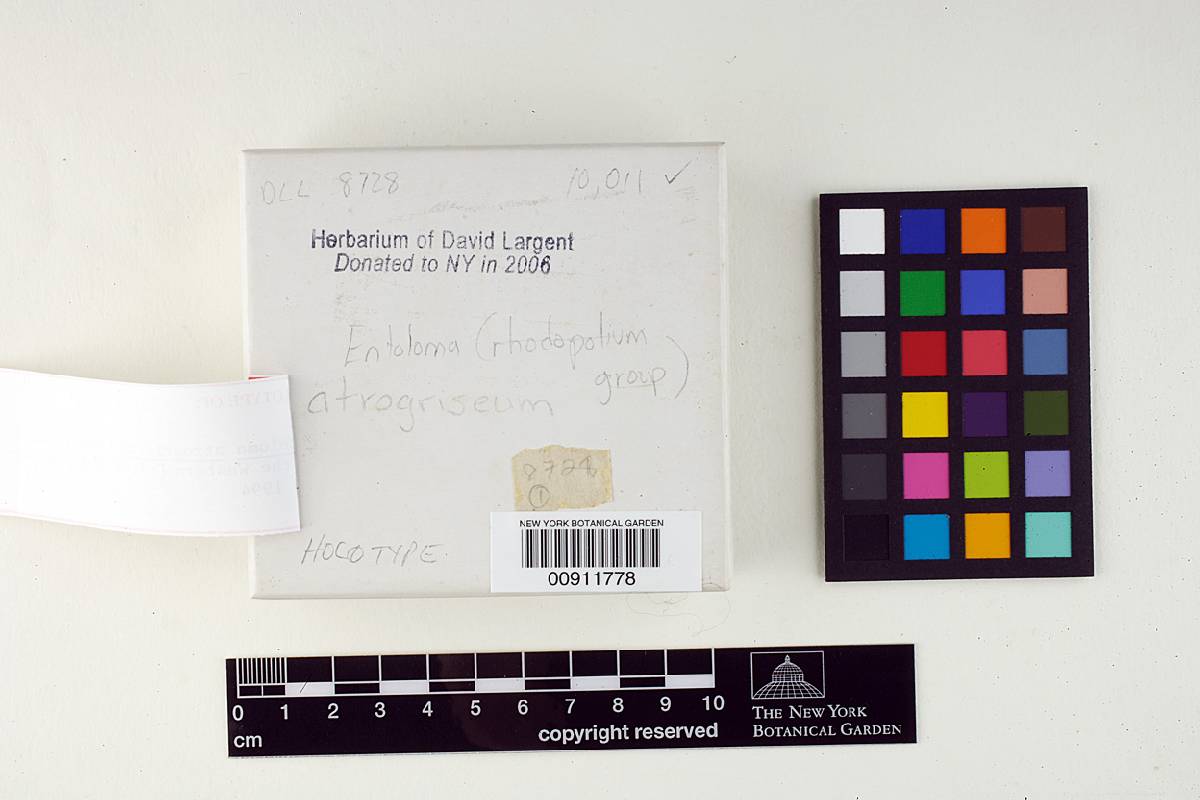 DLL 8728 10,011 ✓
Herbarium of David Largent
Donated to NY in 2006
Entoloma (rhodopolium
group)
atrogriseum
8728
1
HOLOTYPE
NEW YORK BOTANICAL GARDEN
00911778
0 1 2 3 4 5 6 7 8 9 10
cm
copyright reserved
THE NEW YORK
BOTANICAL GARDEN